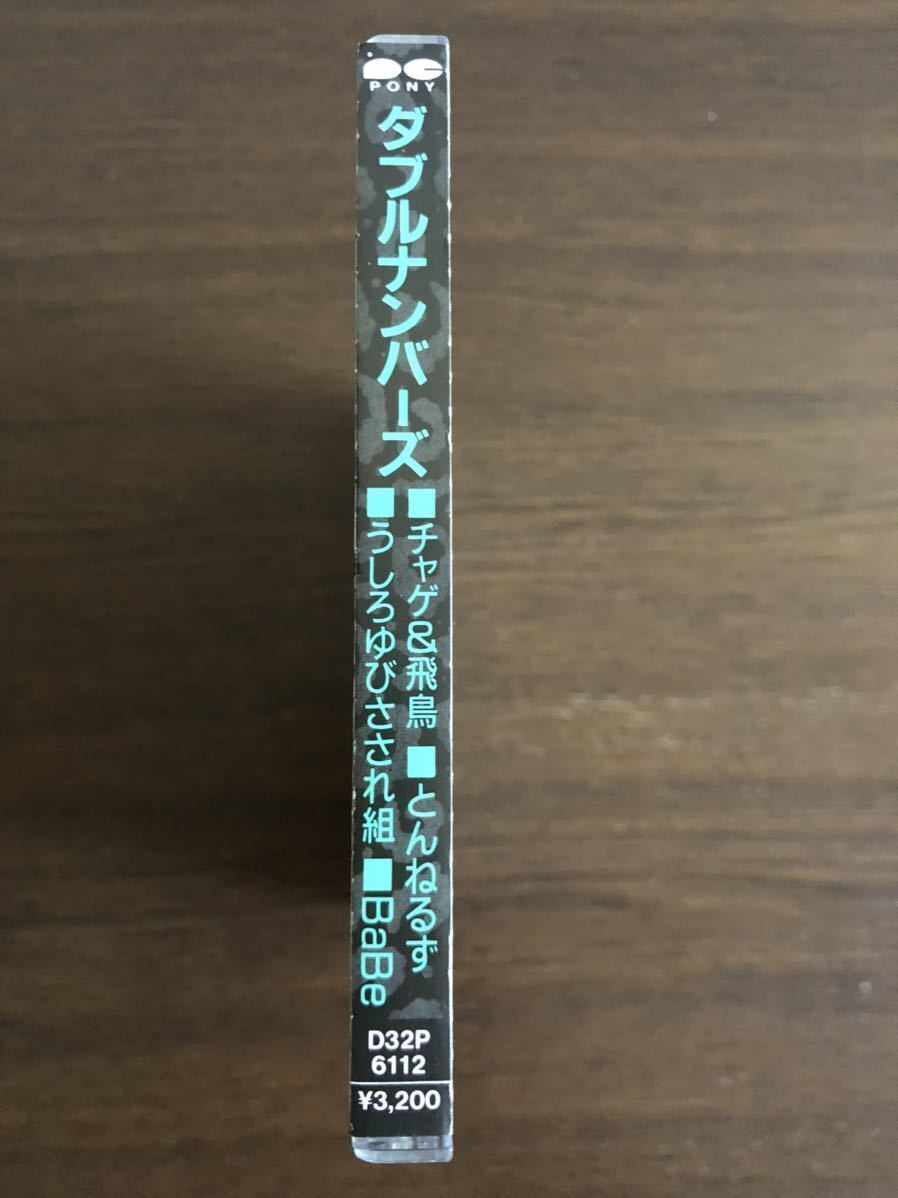 PC
PONY
ダブルナンバーズ
■チャゲ&飛鳥 ■とんねるず
■うしろゆびさされ組 ■BaBe
D32P
6112
¥3,200